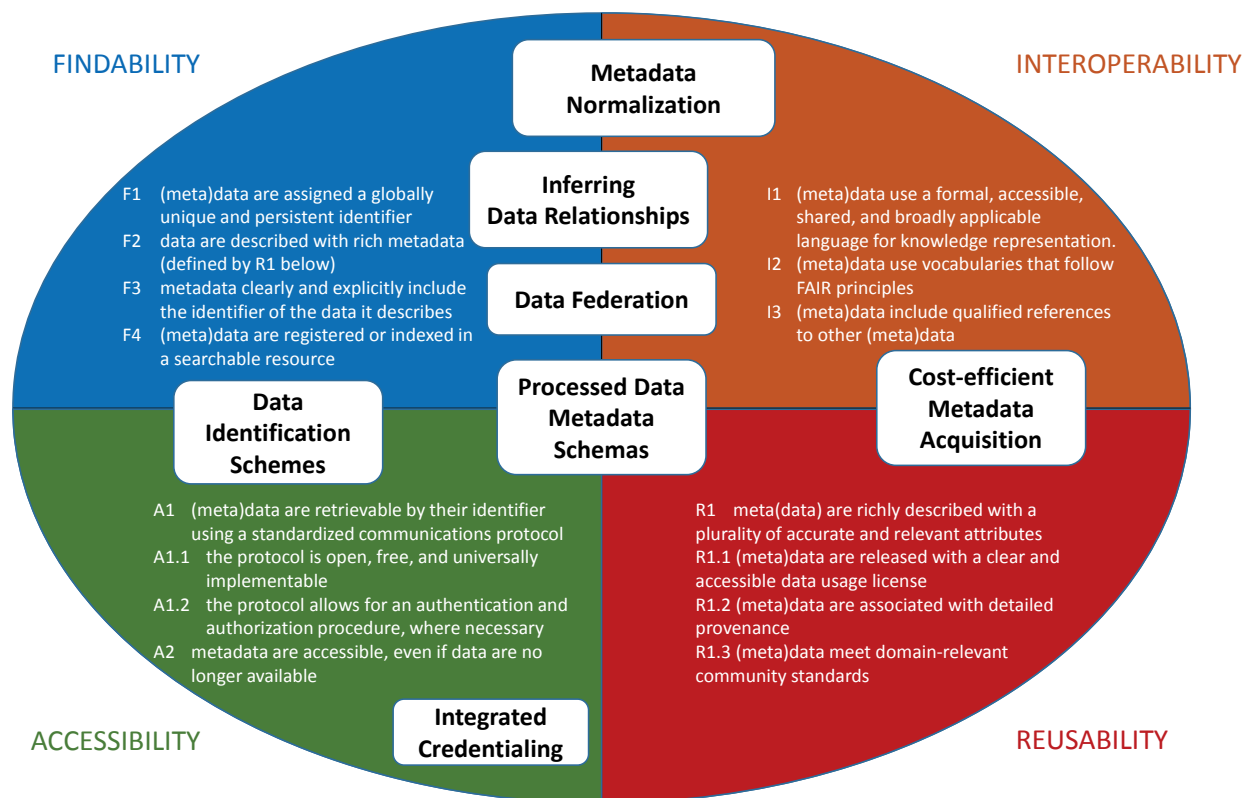 FINDABILITY
INTEROPERABILITY
Metadata
Normalization
Inferring
Data Relationships
Data Federation
F1 (meta)data are assigned a globally
unique and persistent identifier
F2 data are described with rich metadata
(defined by R1 below)
F3 metadata clearly and explicitly include
the identifier of the data it describes
F4 (meta)data are registered or indexed in
a searchable resource
I1 (meta)data use a formal, accessible,
shared, and broadly applicable
language for knowledge representation.
I2 (meta)data use vocabularies that follow
FAIR principles
I3 (meta)data include qualified references
to other (meta)data
Data
Identification
Schemes
Processed Data
Metadata
Schemas
Cost-efficient
Metadata
Acquisition
A1 (meta)data are retrievable by their identifier
using a standardized communications protocol
A1.1 the protocol is open, free, and universally
implementable
A1.2 the protocol allows for an authentication and
authorization procedure, where necessary
A2 metadata are accessible, even if data are no
longer available
R1 meta(data) are richly described with a
plurality of accurate and relevant attributes
R1.1 (meta)data are released with a clear and
accessible data usage license
R1.2 (meta)data are associated with detailed
provenance
R1.3 (meta)data meet domain-relevant
community standards
Integrated
Credentialing
ACCESSIBILITY
REUSABILITY